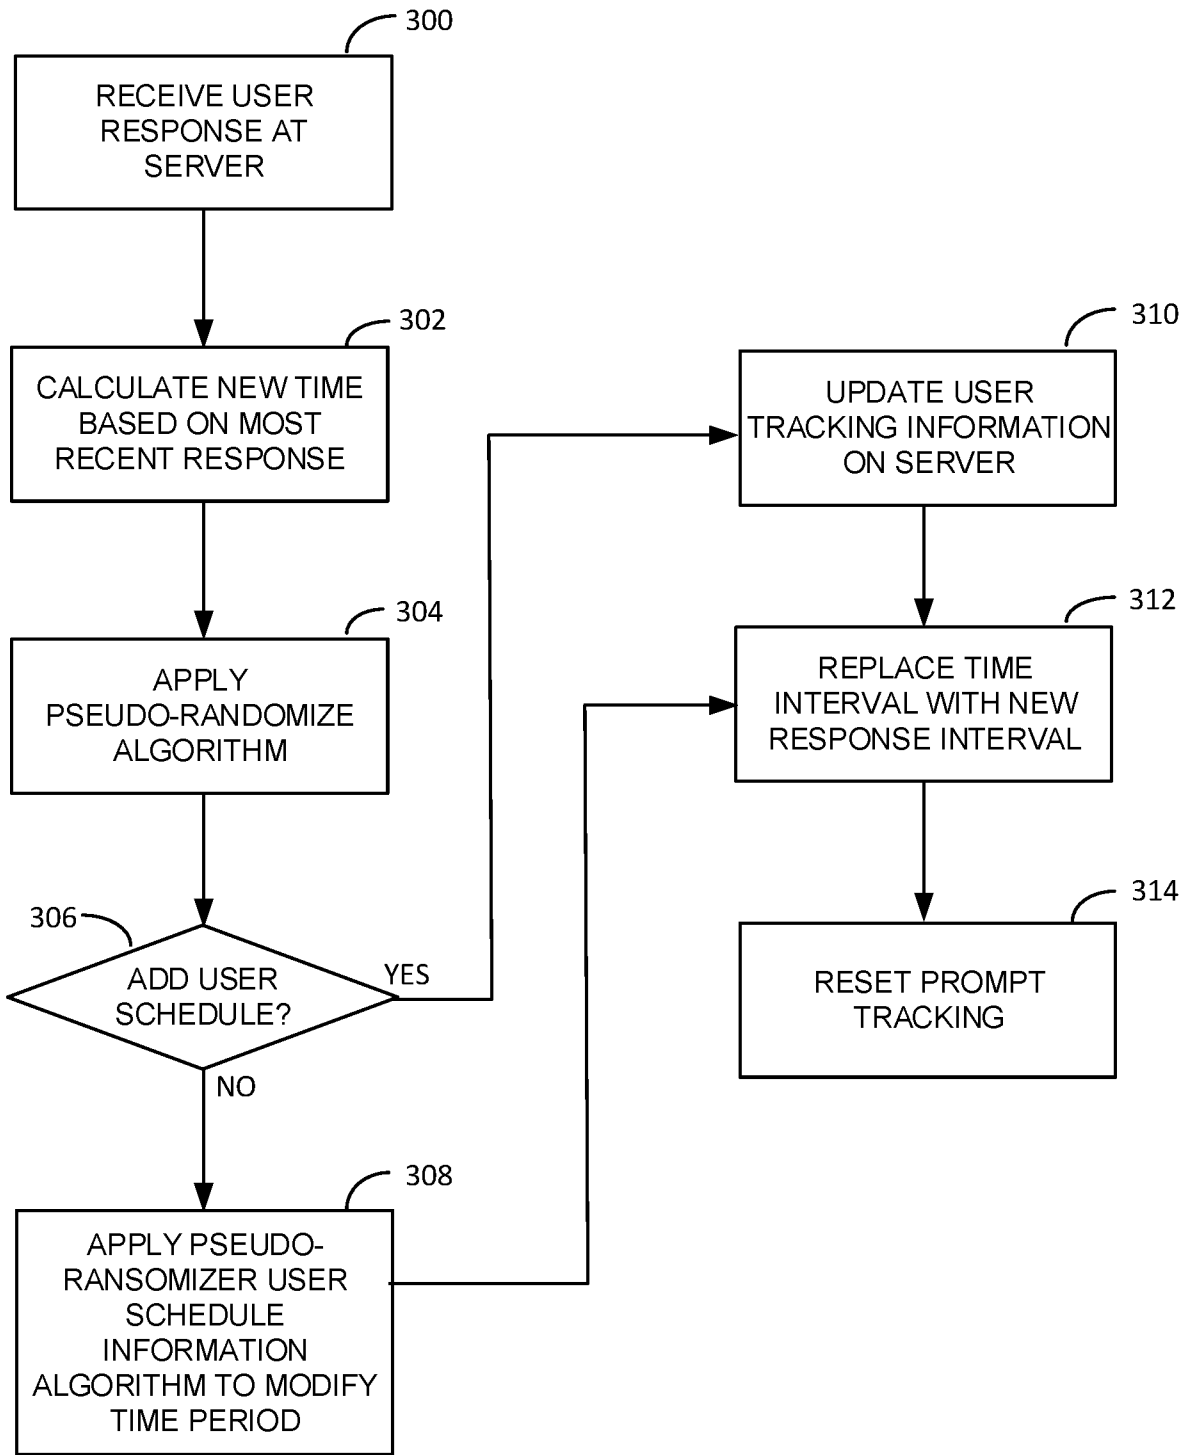 300
RECEIVE USER
RESPONSE AT
SERVER
302
CALCULATE NEW TIME
BASED ON MOST
RECENT RESPONSE
304
APPLY
PSEUDO-RANDOMIZE
ALGORITHM
306
ADD USER
SCHEDULE?
YES
NO
308
APPLY PSEUDO-
RANSOMIZER USER
SCHEDULE
INFORMATION
ALGORITHM TO MODIFY
TIME PERIOD
310
UPDATE USER
TRACKING INFORMATION
ON SERVER
312
REPLACE TIME
INTERVAL WITH NEW
RESPONSE INTERVAL
314
RESET PROMPT
TRACKING